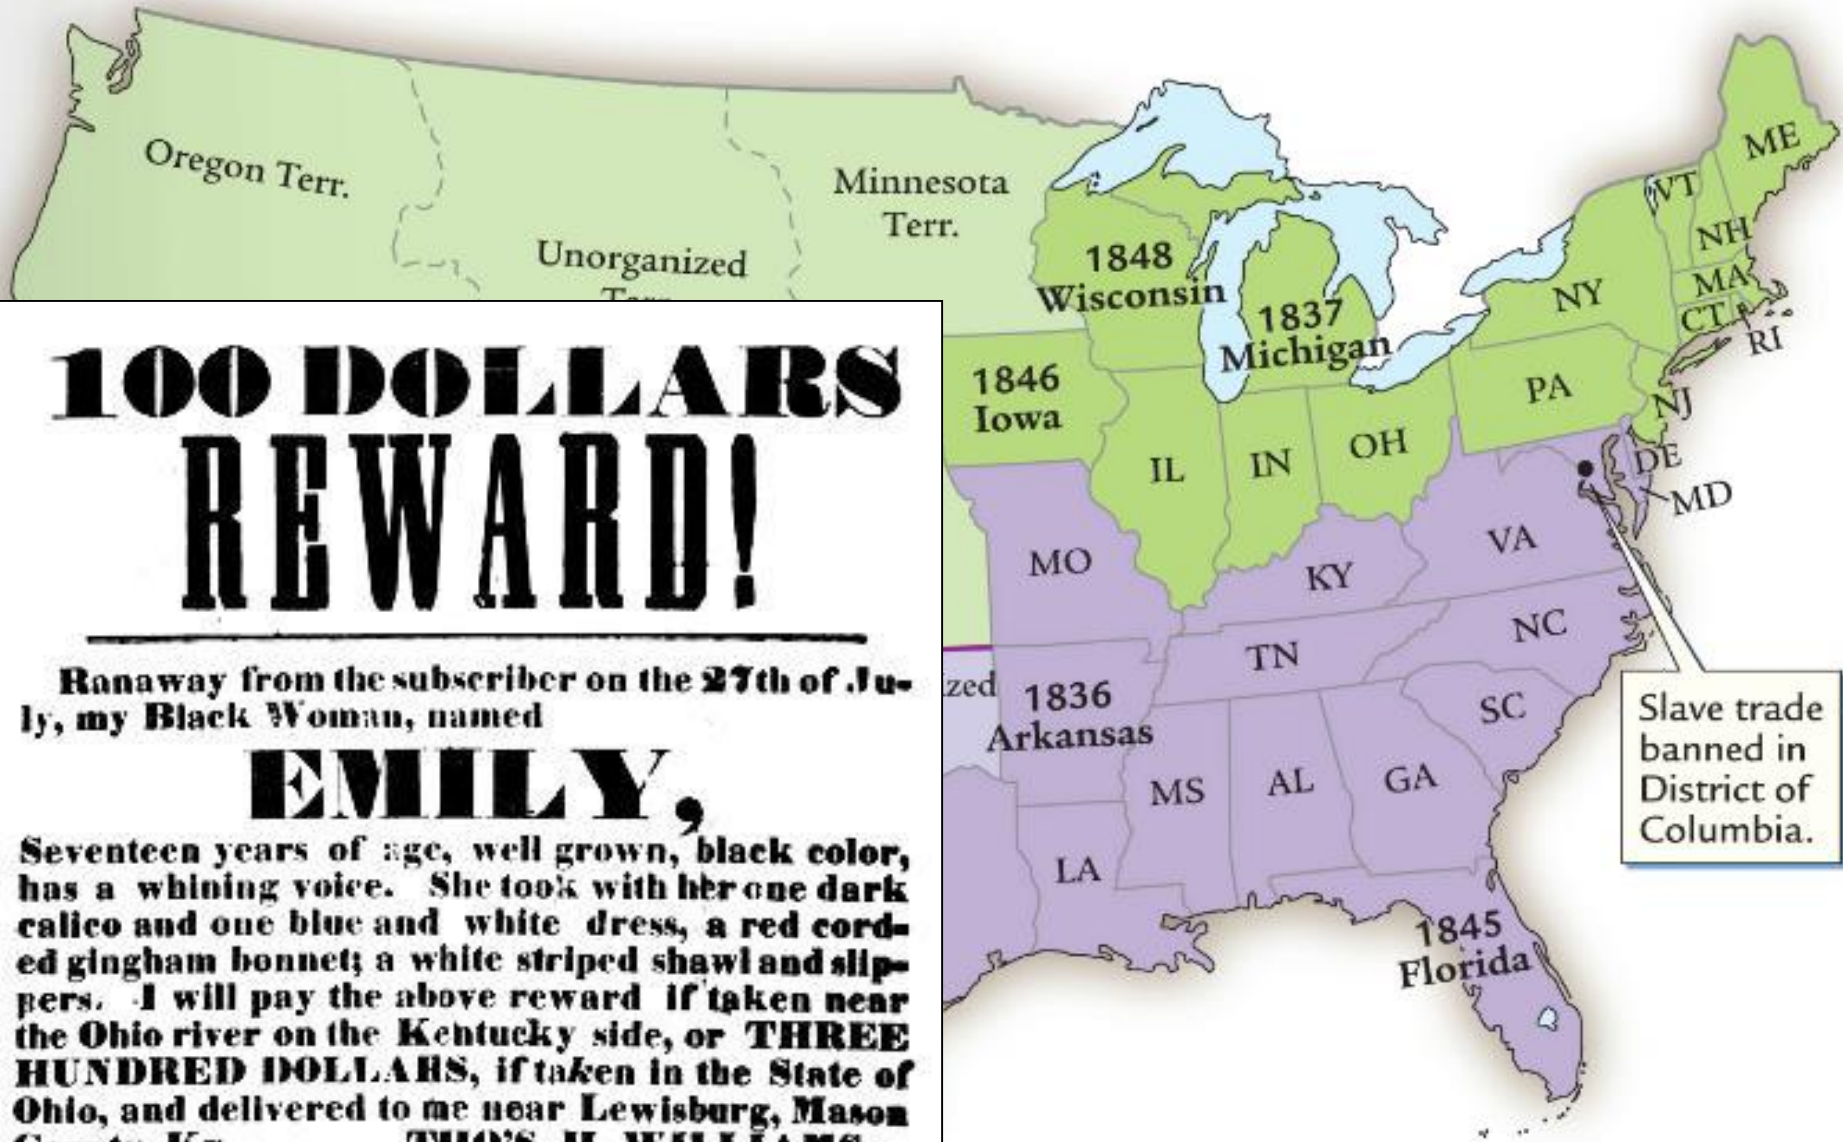 Oregon Terr.
Unorganized
Terr.
Minnesota
Terr.
1848
Wisconsin
1837
Michigan
1846
Iowa
IL
IN
OH
PA
NY
VT
NH
ME
MA
CT
RI
NJ
DE
MD
MO
KY
VA
TN
NC
SC
1836
Arkansas
MS
AL
GA
LA
1845
Florida
Slave trade
banned in
District of
Columbia.
100 DOLLARS
REWARD!
Ranaway from the subscriber on the 27th of Ju-
ly, my Black Woman, named
EMILY,
Seventeen years of age, well grown, black color,
has a whining voice. She took with her one dark
calico and one blue and white dress, a red cord-
ed gingham bonnet; a white striped shawl and slip-
pers. I will pay the above reward if taken near
the Ohio river on the Kentucky side, or THREE
HUNDRED DOLLARS, if taken in the State of
Ohio, and delivered to me near Lewisburg, Mason
THO'S. H. WILLIAMS